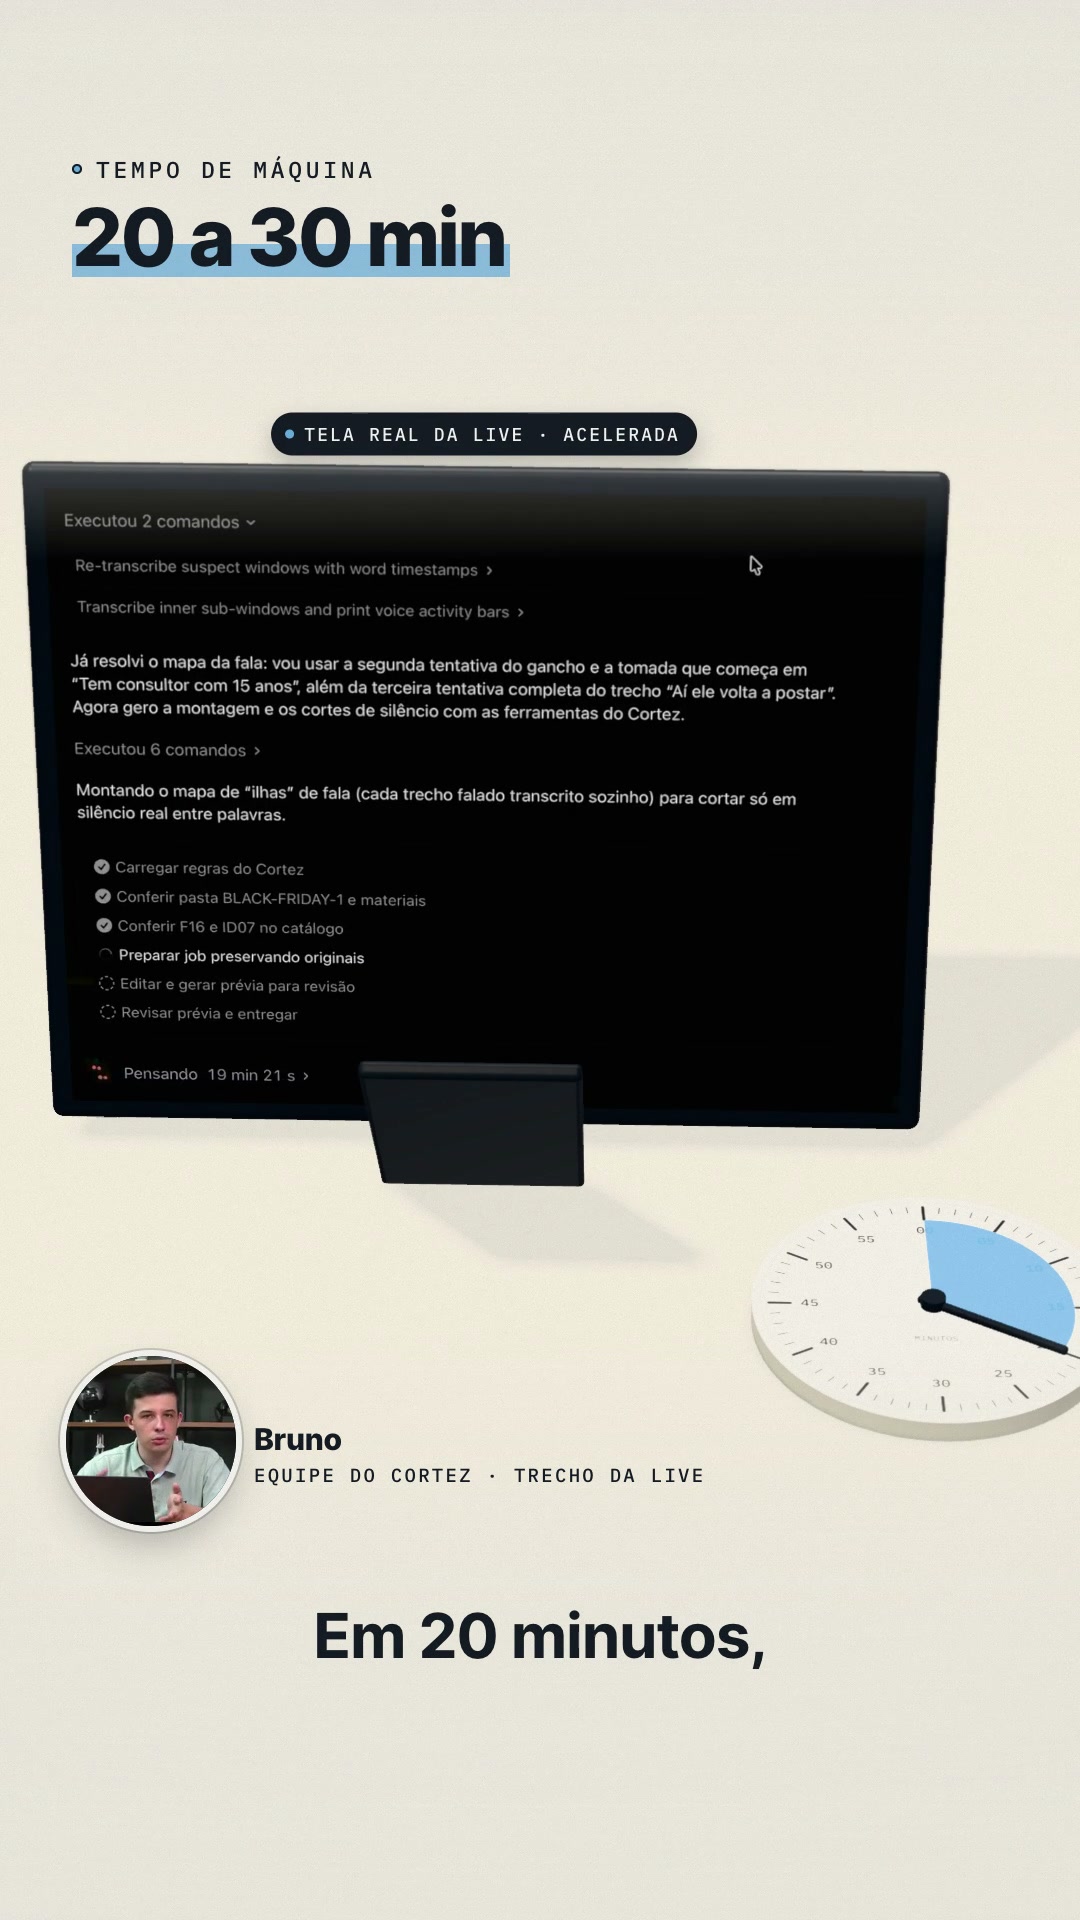 TEMPO DE MÁQUINA
20 a 30 min
TELA REAL DA LIVE · ACELERADA
Executou 2 comandos
Re-transcribe suspect windows with word timestamps
Transcribe inner sub-windows and print voice activity bars
Já resolvi o mapa da fala: vou usar a segunda tentativa do gancho e a tomada que começa em
“Tem consultor com 15 anos”, além da terceira tentativa completa do trecho “Aí ele volta a postar”.
Agora gero a montagem e os cortes de silêncio com as ferramentas do Cortez.
Executou 6 comandos
Montando o mapa de “ilhas” de fala (cada trecho falado transcrito sozinho) para cortar só em
silêncio real entre palavras.
Carregar regras do Cortez
Conferir pasta BLACK-FRIDAY-1 e materiais
Conferir F16 e ID07 no catálogo
Preparar job preservando originais
Editar e gerar prévia para revisão
Revisar prévia e entregar
Pensando 19 min 21 s
00
05
10
15
25
30
35
40
45
50
55
MINUTOS
Bruno
EQUIPE DO CORTEZ · TRECHO DA LIVE
Em 20 minutos,